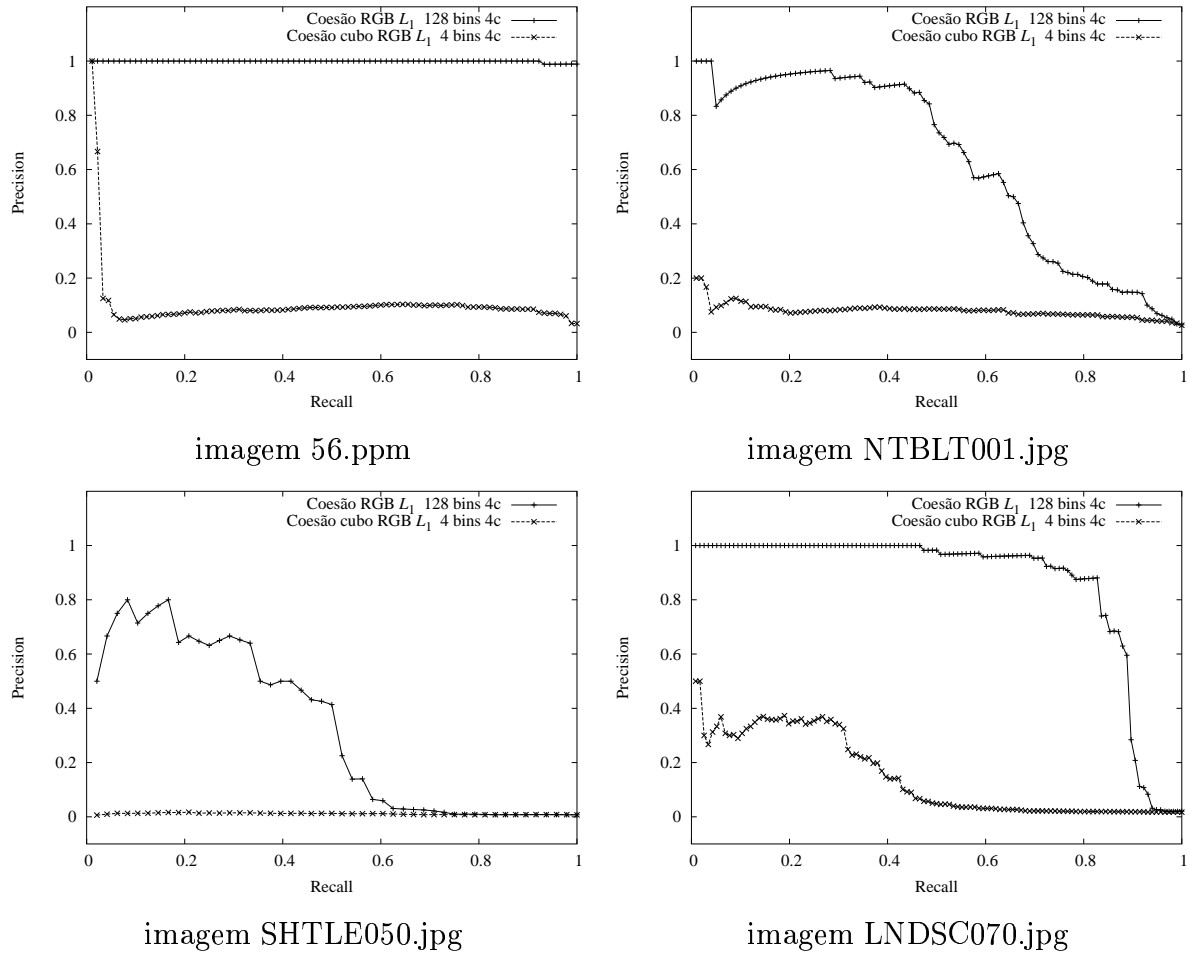 Coesão RGB L1 128 bins 4c
Coesão cubo RGB L1 4 bins 4c
1
0.8
0.6
0.4
0.2
0
Precision
0 0.2 0.4 0.6 0.8 1
Recall
imagem 56.ppm
Coesão RGB L1 128 bins 4c
Coesão cubo RGB L1 4 bins 4c
1
0.8
0.6
0.4
0.2
0
Precision
0 0.2 0.4 0.6 0.8 1
Recall
imagem NTBLT001.jpg
Coesão RGB L1 128 bins 4c
Coesão cubo RGB L1 4 bins 4c
1
0.8
0.6
0.4
0.2
0
Precision
0 0.2 0.4 0.6 0.8 1
Recall
imagem SHTLE050.jpg
Coesão RGB L1 128 bins 4c
Coesão cubo RGB L1 4 bins 4c
1
0.8
0.6
0.4
0.2
0
Precision
0 0.2 0.4 0.6 0.8 1
Recall
imagem LNDSC070.jpg